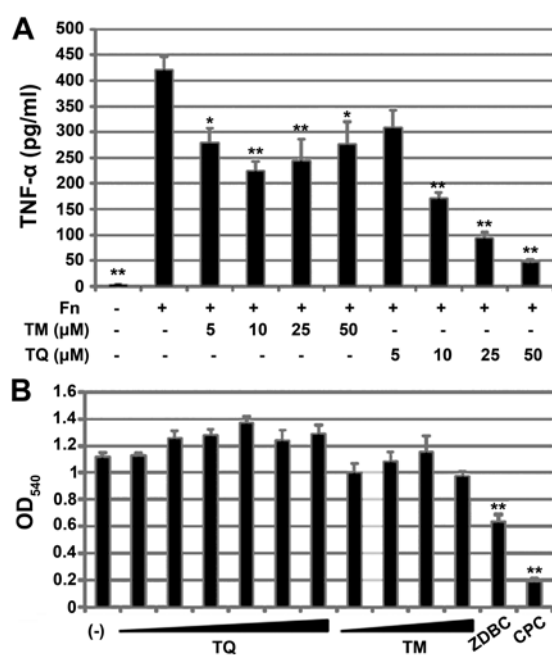 A
500
450
400
350
300
250
200
150
100
50
0
TNF-α (pg/ml)
** * ** ** * ** ** **
Fn - + + + + + + + + +
TM (μM) - - 5 10 25 50 - - - -
TQ (μM) - - - - - - 5 10 25 50
B
1.6
1.4
1.2
1
0.8
0.6
0.4
0.2
0
OD540
** **
(-) TQ TM ZDBC CPC